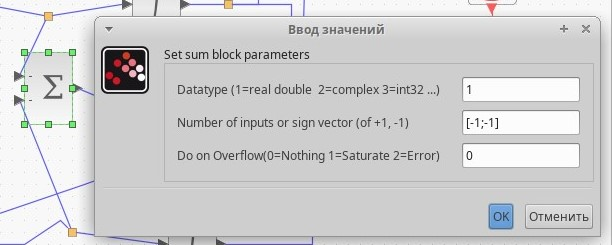 Ввод значений
Set sum block parameters
Datatype (1=real double 2=complex 3=int32 ...) 1
Number of inputs or sign vector (of +1, -1) [-1;-1]
Do on Overflow(0=Nothing 1=Saturate 2=Error) 0
OK Отменить
-
Σ
-